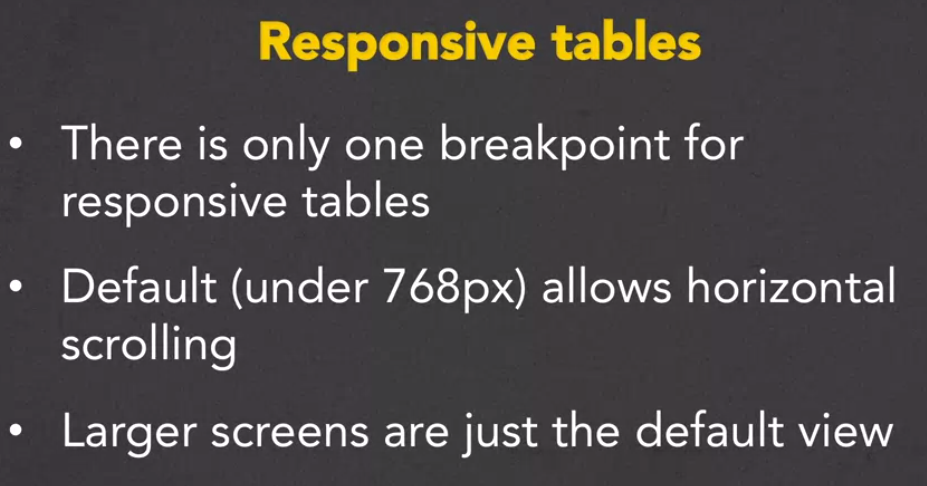 Responsive tables
• There is only one breakpoint for
responsive tables
• Default (under 768px) allows horizontal
scrolling
• Larger screens are just the default view